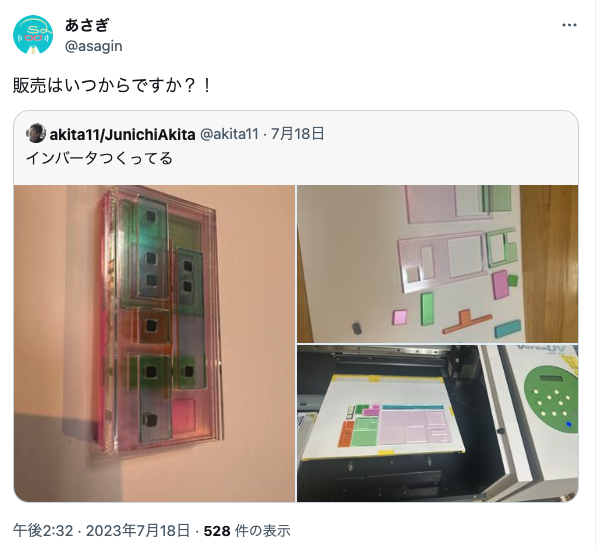 あさぎ
@asagin
販売はいつからですか？！
akita11/JunichiAkita @akita11 · 7月18日
インバータつくってる
VersaUV
午後2:32 · 2023年7月18日 · 528 件の表示